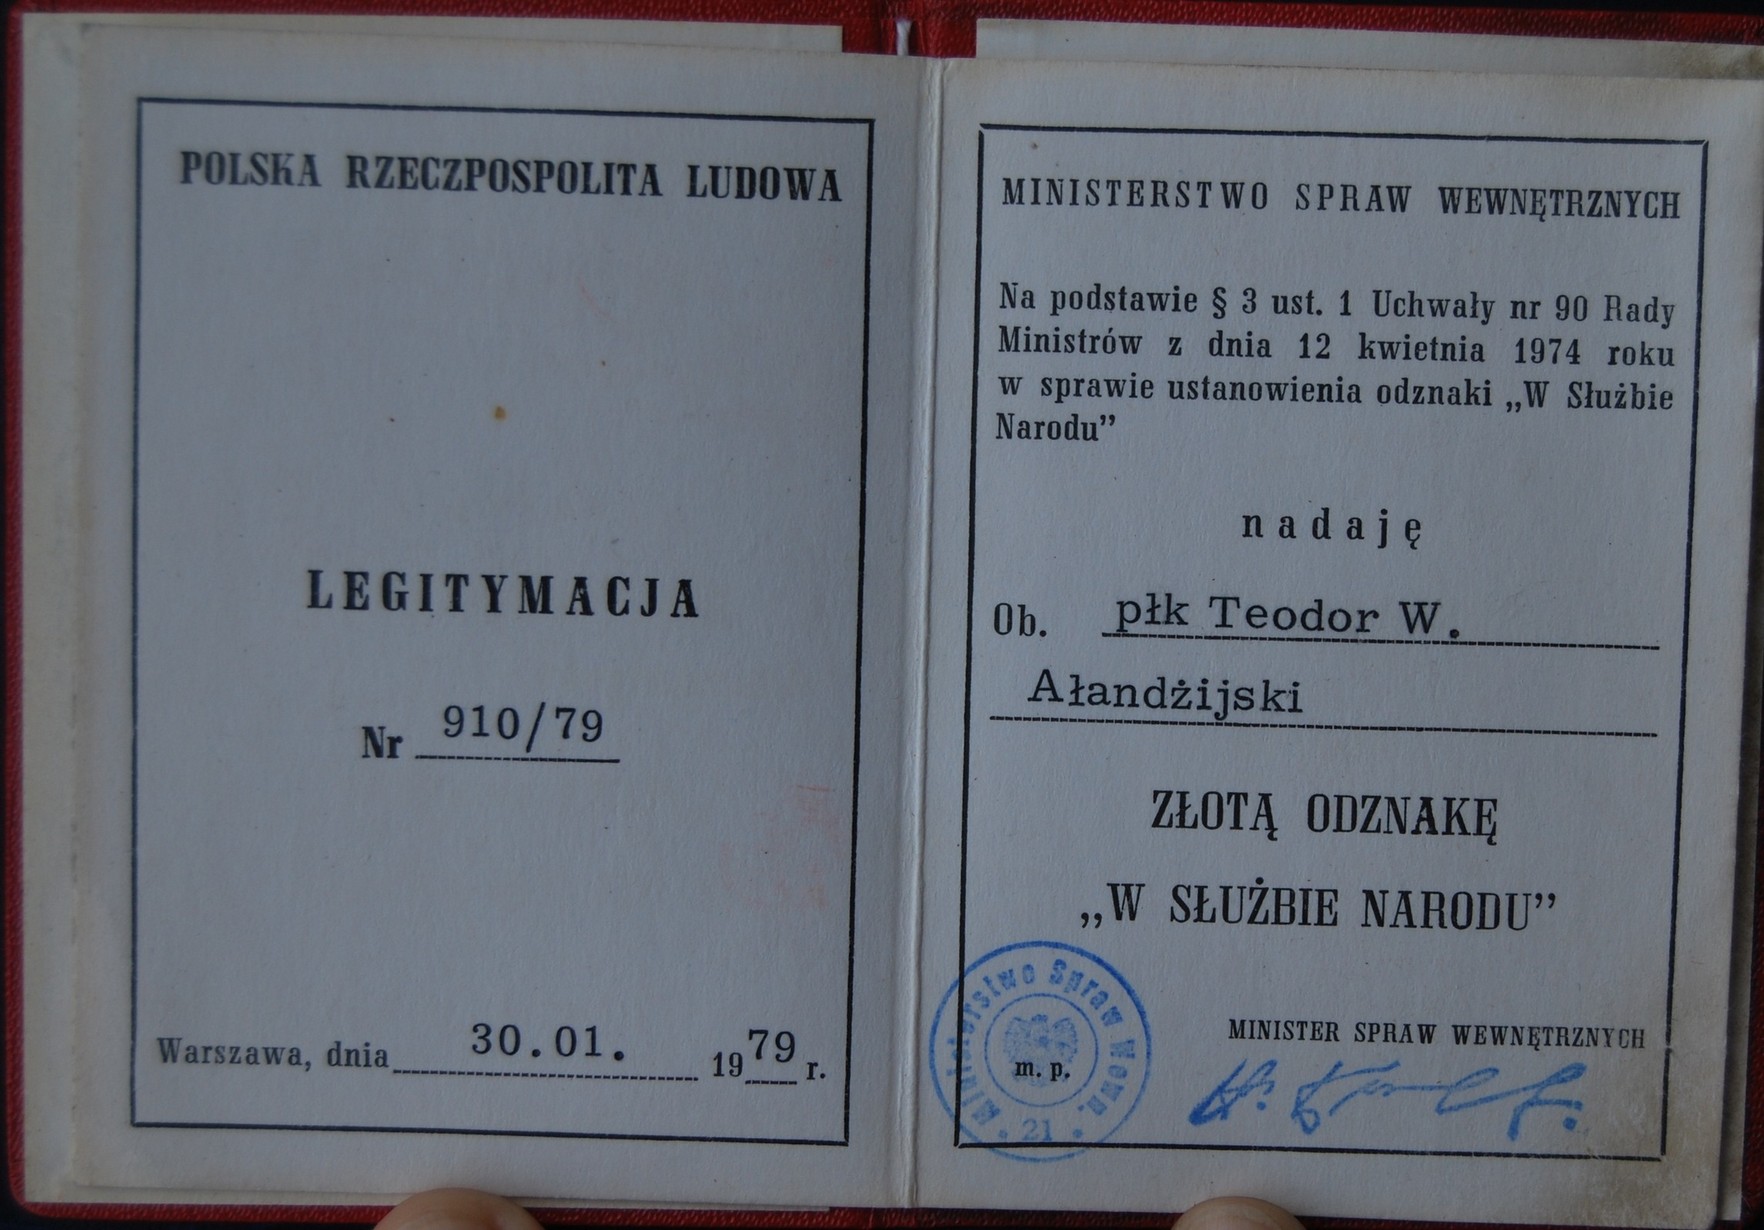 POLSKA RZECZPOSPOLITA LUDOWA
LEGITYMACJA
Nr 910/79
Warszawa, dnia 30.01. 1979 r.
MINISTERSTWO SPRAW WEWNĘTRZNYCH
Na podstawie § 3 ust. 1 Uchwały nr 90 Rady
Ministrów z dnia 12 kwietnia 1974 roku
w sprawie ustanowienia odznaki „W Służbie
Narodu”
nadaję
Ob. płk Teodor W.
Aładżijski
ZŁOTĄ ODZNAKĘ
„W SŁUŻBIE NARODU”
MINISTER SPRAW WEWNĘTRZNYCH
Ministerstwo Spraw Wewn.
m. p.
21